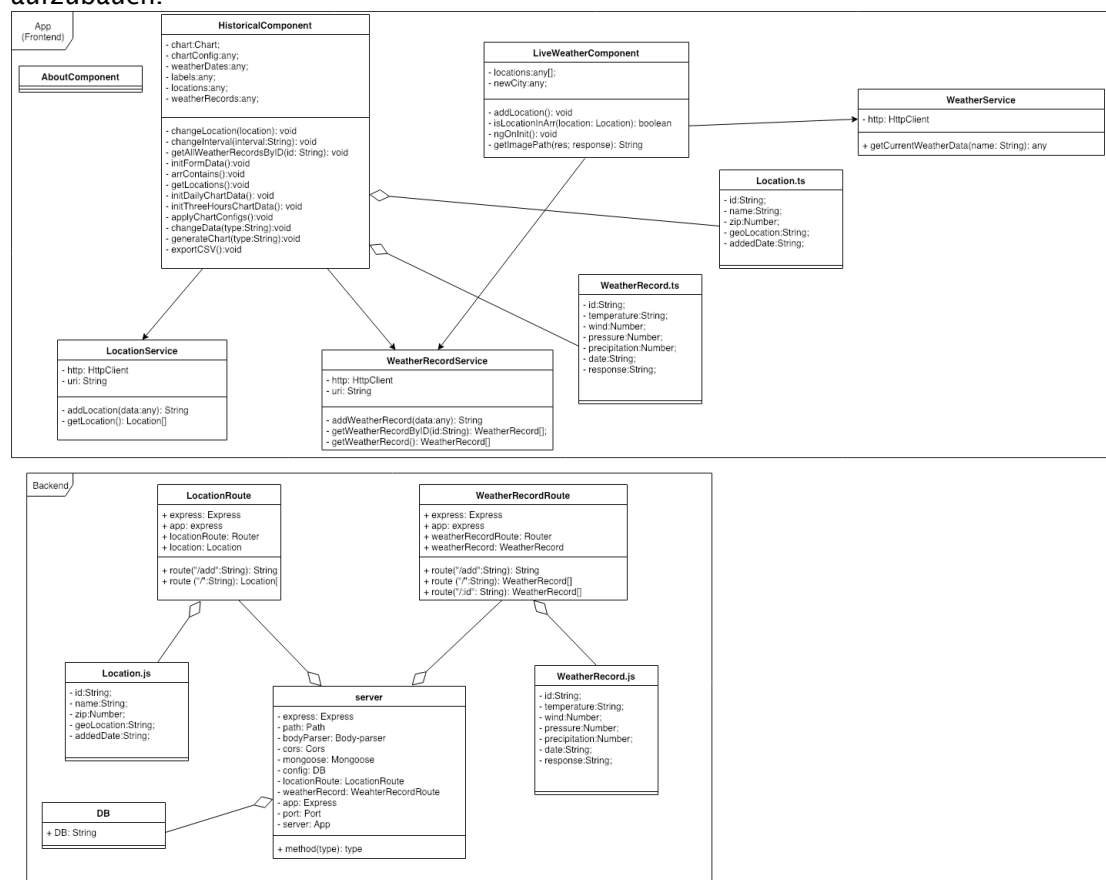 aufzubauen.
App
(Frontend)
AboutComponent
HistoricalComponent
- chart:Chart;
- chartConfig:any;
- weatherDates:any;
- labels:any;
- locations:any;
- weatherRecords:any;
- changeLocation(location): void
- changeInterval(interval:String): void
- getAllWeatherRecordsByID(id: String): void
- initFormData():void
- arrContains():void
- getLocations():void
- initDailyChartData(): void
- initThreeHoursChartData(): void
- applyChartConfigs():void
- changeData(type:String):void
- generateChart(type:String):void
- exportCSV():void
LiveWeatherComponent
- locations:any[];
- newCity:any;
- addLocation(): void
- isLocationInArr(location: Location): boolean
- ngOnInit(): void
- getImagePath(res; response): String
WeatherService
- http: HttpClient
+ getCurrentWeatherData(name: String): any
Location.ts
- id:String;
- name:String;
- zip:Number;
- geoLocation:String;
- addedDate:String;
WeatherRecord.ts
- id:String;
- temperature:String;
- wind:Number;
- pressure:Number;
- precipitation:Number;
- date:String;
- response:String;
LocationService
- http: HttpClient
- uri: String
- addLocation(data:any): String
- getLocation(): Location[]
WeatherRecordService
- http: HttpClient
- uri: String
- addWeatherRecord(data:any): String
- getWeatherRecordByID(id:String): WeatherRecord[];
- getWeatherRecord(): WeatherRecord[]
Backend
LocationRoute
+ express: Express
+ app: express
+ locationRoute: Router
+ location: Location
+ route("/add":String): String
+ route ("/":String): Location[
WeatherRecordRoute
+ express: Express
+ app: express
+ weatherRecordRoute: Router
+ weatherRecord: WeatherRecord
+ route("/add":String): String
+ route ("/":String): WeatherRecord[]
+ route("/:id": String): WeatherRecord[]
Location.js
- id:String;
- name:String;
- zip:Number;
- geoLocation:String;
- addedDate:String;
server
- express: Express
- path: Path
- bodyParser: Body-parser
- cors: Cors
- mongoose: Mongoose
- config: DB
- locationRoute: LocationRoute
- weatherRecord: WeahterRecordRoute
- app: Express
- port: Port
- server: App
+ method(type): type
WeatherRecord.js
- id:String;
- temperature:String;
- wind:Number;
- pressure:Number;
- precipitation:Number;
- date:String;
- response:String;
DB
+ DB: String